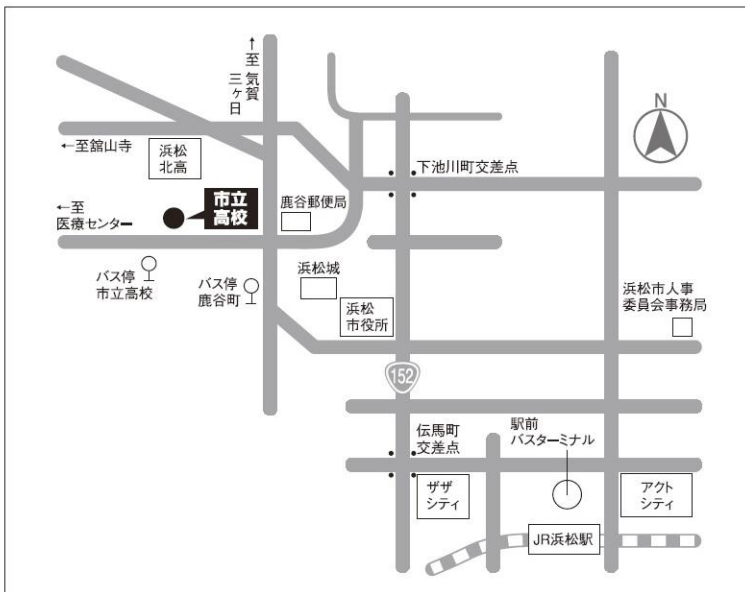 ↑至 気賀
三ヶ日
N
←至舘山寺
浜松
北高
下池川町交差点
市立
高校
鹿谷郵便局
←至
医療センター
バス停
市立高校
バス停
鹿谷町
浜松城
浜松
市役所
浜松市人事
委員会事務局
152
伝馬町
交差点
駅前
バスターミナル
ザザ
シティ
アクト
シティ
JR浜松駅